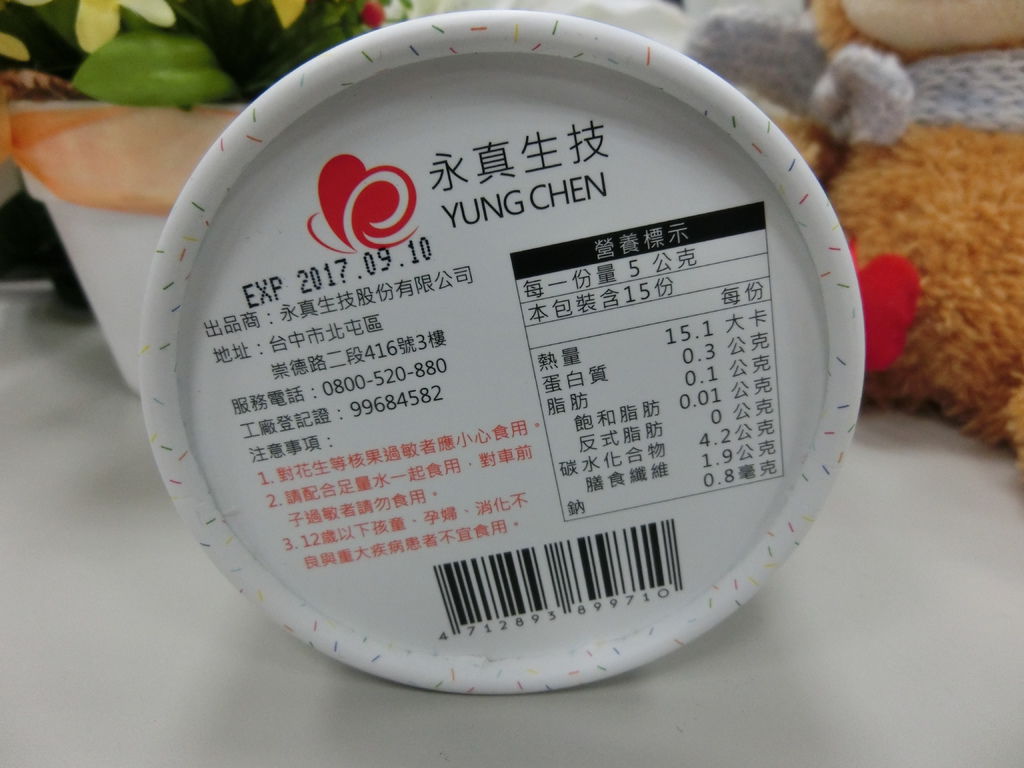 永真生技
YUNG CHEN
EXP 2017.09.10
出品商：永真生技股份有限公司
地址：台中市北屯區
崇德路二段416號3樓
服務電話：0800-520-880
工廠登記證：99684582
注意事項：
1. 對花生等核果過敏者應小心食用。
2. 請配合足量水一起食用，對車前
子過敏者請勿食用。
3. 12歲以下孩童、孕婦、消化不
良與重大疾病患者不宜食用。
營養標示
每一份量 5 公克
本包裝含15份
每份
熱量 15.1 大卡
蛋白質 0.3 公克
脂肪 0.1 公克
飽和脂肪 0.01 公克
反式脂肪 0 公克
碳水化合物 4.2公克
膳食纖維 1.9公克
鈉 0.8毫克
4 712893 899710